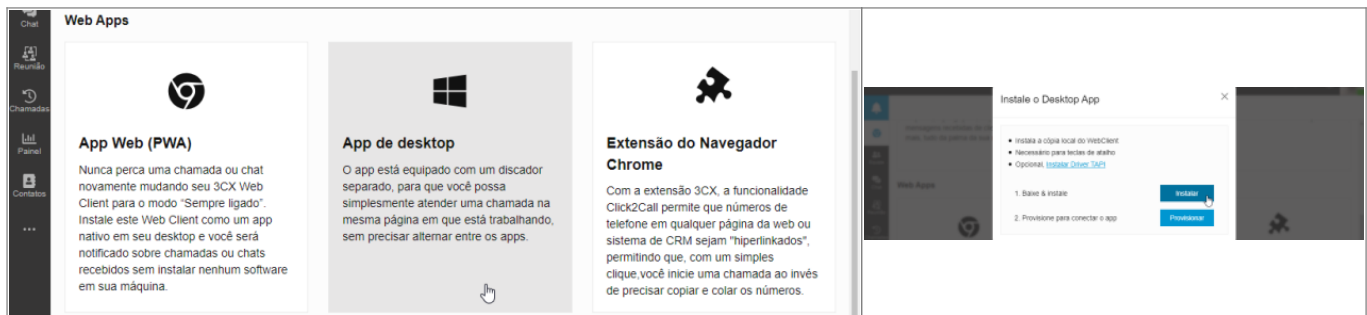 Chat
Reunião
Chamadas
Painel
Contatos
Web Apps
App Web (PWA)
Nunca perca uma chamada ou chat
novamente mudando seu 3CX Web
Client para o modo "Sempre ligado".
Instale este Web Client como um app
nativo em seu desktop e você será
notificado sobre chamadas ou chats
recebidos sem instalar nenhum software
em sua máquina.
App de desktop
O app está equipado com um discador
separado, para que você possa
simplesmente atender uma chamada na
mesma página em que está trabalhando,
sem precisar alternar entre os apps.
Extensão do Navegador
Chrome
Com a extensão 3CX, a funcionalidade
Click2Call permite que números de
telefone em qualquer página da web ou
sistema de CRM sejam "hiperlinkados",
permitindo que, com um simples
clique,você inicie uma chamada ao invés
de precisar copiar e colar os números.
Instale o Desktop App
Instala a cópia local do WebClient
Necessário para teclas de atalho
Opcional, Instalar Driver TAPI
1. Baixe & instale
Instalar
2. Provisione para conectar o app
Provisionar
Web Apps